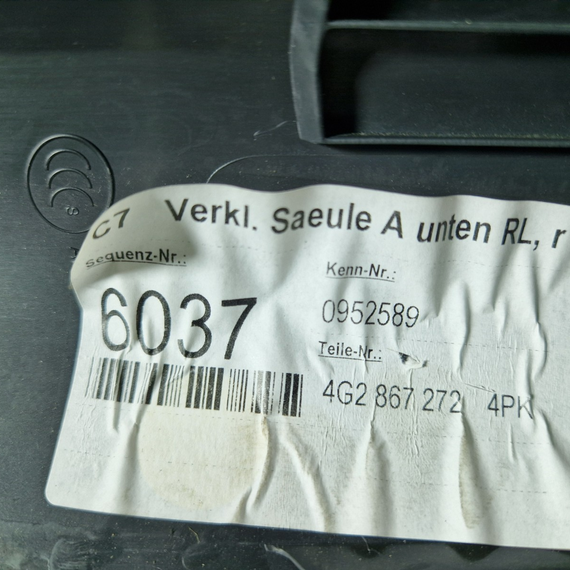 C7 Verkl. Saeule A unten RL, r
Sequenz-Nr.:
Kenn-Nr.:
6037
0952589
Teile-Nr.:
4G2 867 272 4PK